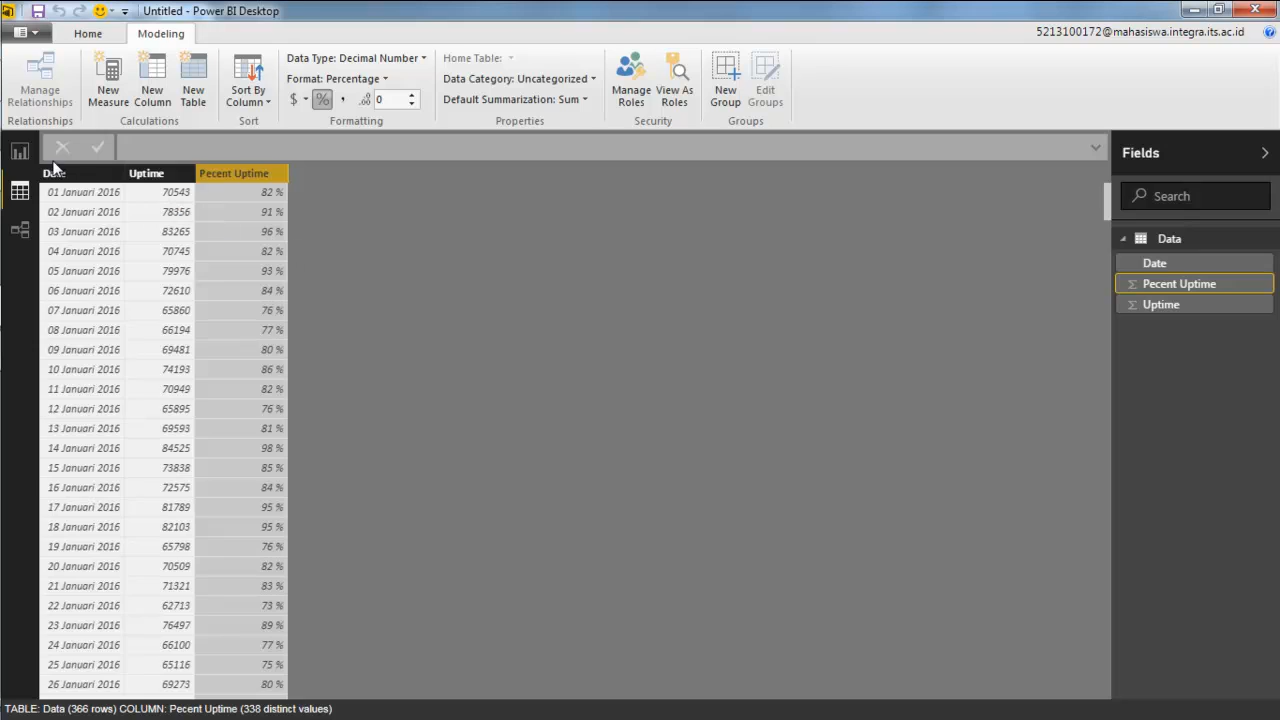 Untitled - Power BI Desktop
Home
Modeling
5213100172@mahasiswa.integra.its.ac.id
Manage Relationships
New Measure
New Column
New Table
Sort By Column
Data Type: Decimal Number
Format: Percentage
$ % , .00 0
Home Table:
Data Category: Uncategorized
Default Summarization: Sum
Manage Roles
View As Roles
New Group
Edit Groups
Relationships
Calculations
Sort
Formatting
Properties
Security
Groups
Date Uptime Pecent Uptime
01 Januari 2016 70543 82 %
02 Januari 2016 78356 91 %
03 Januari 2016 83265 96 %
04 Januari 2016 70745 82 %
05 Januari 2016 79976 93 %
06 Januari 2016 72610 84 %
07 Januari 2016 65860 76 %
08 Januari 2016 66194 77 %
09 Januari 2016 69481 80 %
10 Januari 2016 74193 86 %
11 Januari 2016 70949 82 %
12 Januari 2016 65895 76 %
13 Januari 2016 69593 81 %
14 Januari 2016 84525 98 %
15 Januari 2016 73838 85 %
16 Januari 2016 72575 84 %
17 Januari 2016 81789 95 %
18 Januari 2016 82103 95 %
19 Januari 2016 65798 76 %
20 Januari 2016 70509 82 %
21 Januari 2016 71321 83 %
22 Januari 2016 62713 73 %
23 Januari 2016 76497 89 %
24 Januari 2016 66100 77 %
25 Januari 2016 65116 75 %
26 Januari 2016 69273 80 %
Fields
Search
Data
Date
Σ Pecent Uptime
Σ Uptime
TABLE: Data (366 rows) COLUMN: Pecent Uptime (338 distinct values)